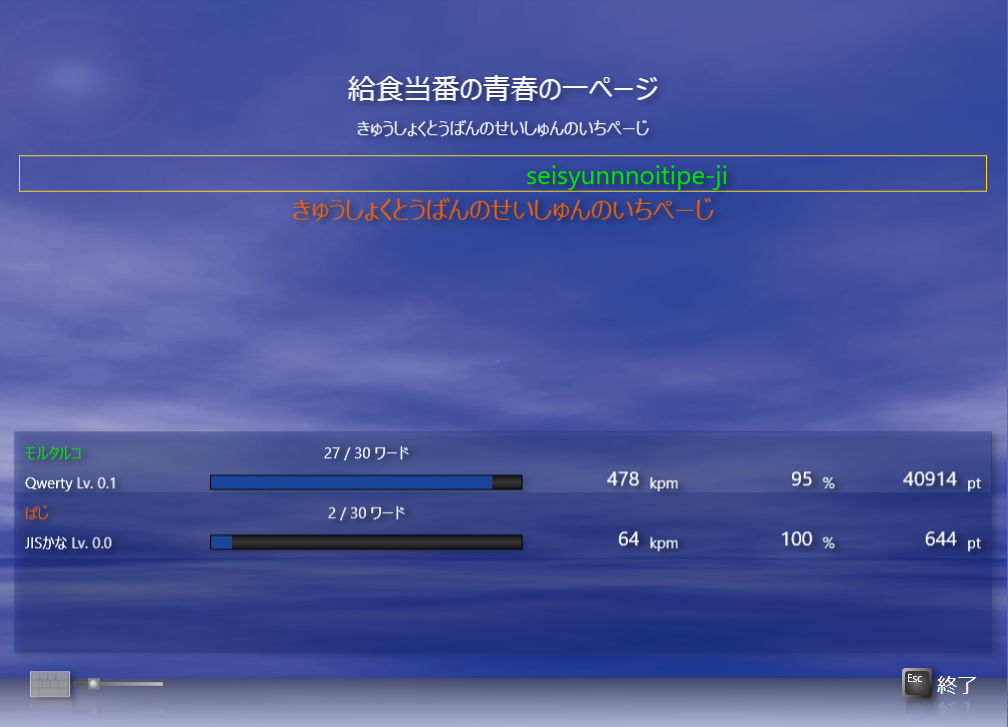 給食当番の青春の一ページ
きゅうしょくとうばんのせいしゅんのいちページ
seisyunnnoitipe-ji
きゅうしょくとうばんのせいしゅんのいちページ
モルタルコ 27 / 30 ワード
Qwerty Lv. 0.1 478 kpm 95 % 40914 pt
ばじ 2 / 30 ワード
JISかな Lv. 0.0 64 kpm 100 % 644 pt
Esc 終了